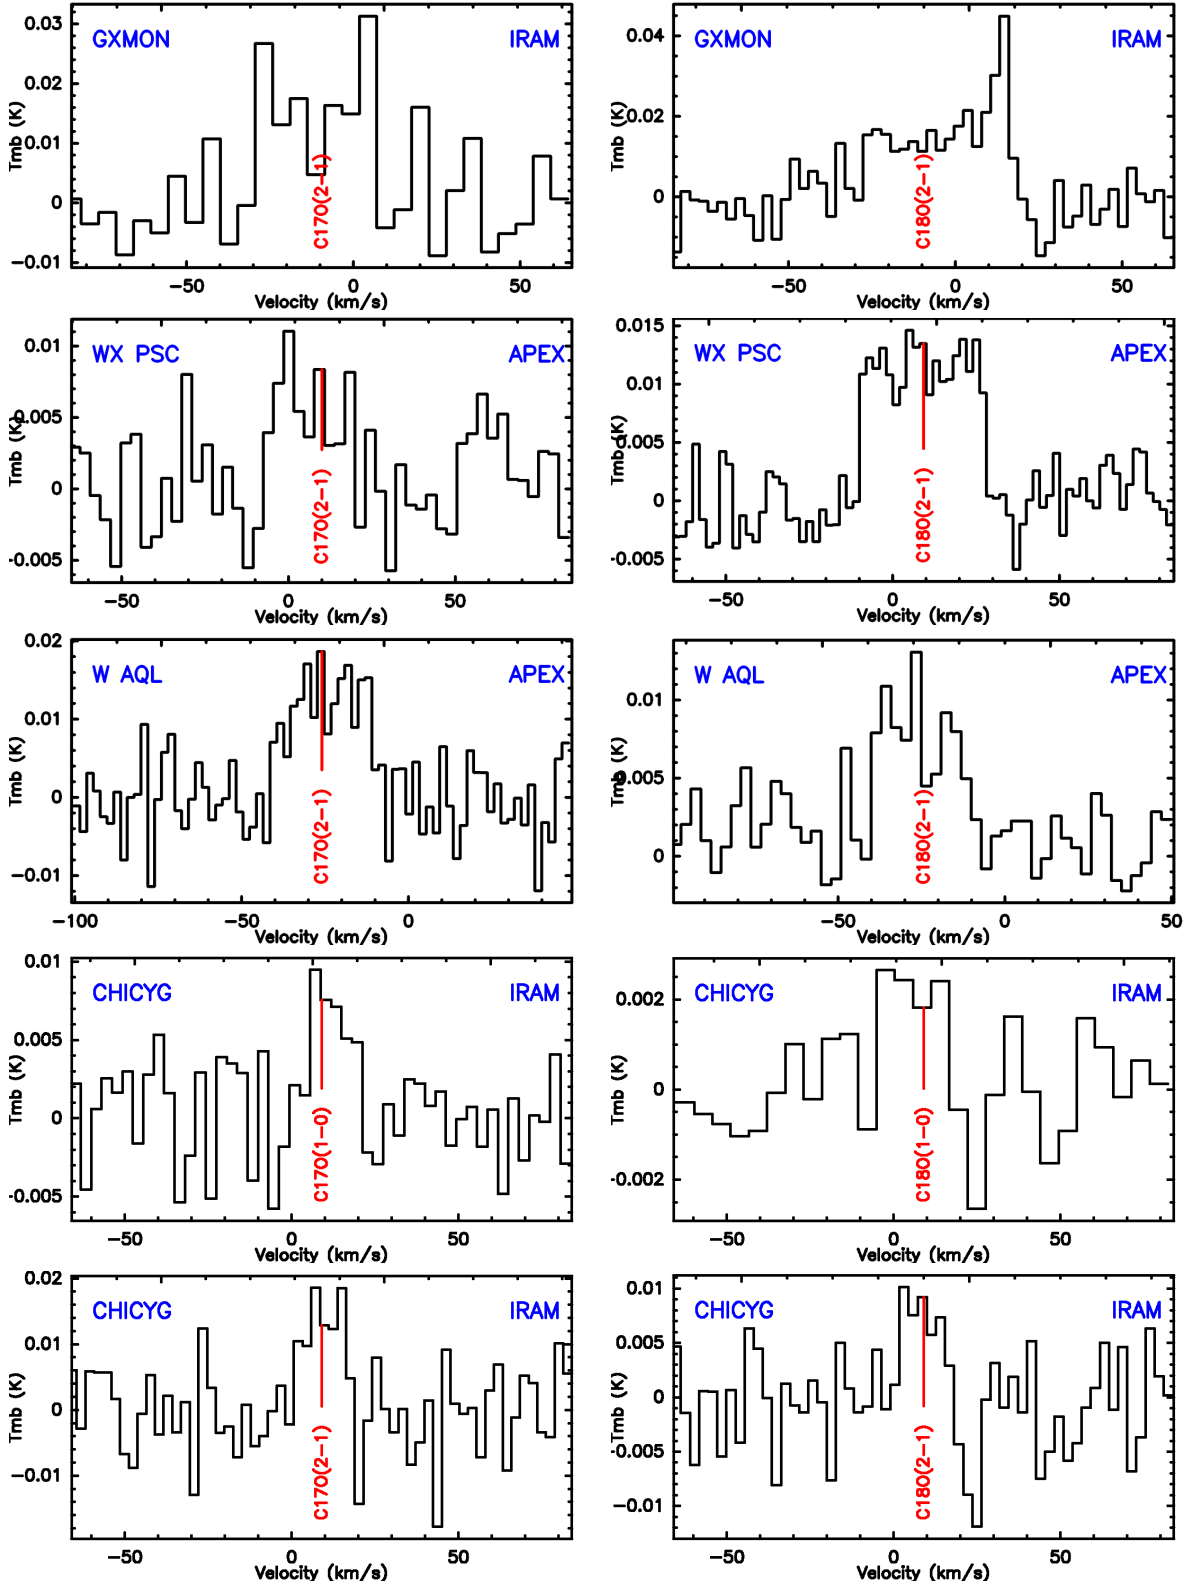 GXMON IRAM
0.03
0.02
0.01
0
−0.01
Tmb (K)
C17O(2−1)
−50 0 50
Velocity (km/s)
GXMON IRAM
0.04
0.02
0
Tmb (K)
C18O(2−1)
−50 0 50
Velocity (km/s)
WX PSC APEX
0.01
0.005
0
-0.005
Tmb (K)
C17O(2−1)
−50 0 50
Velocity (km/s)
WX PSC APEX
0.015
0.01
0.005
0
-0.005
Tmb (K)
C18O(2−1)
−50 0 50
Velocity (km/s)
W AQL APEX
0.02
0.01
0
−0.01
Tmb (K)
C17O(2−1)
−100 −50 0
Velocity (km/s)
W AQL APEX
0.01
0.005
0
Tmb (K)
C18O(2−1)
−50 0 50
Velocity (km/s)
CHICYG IRAM
0.01
0.005
0
-0.005
Tmb (K)
C17O(1−0)
−50 0 50
Velocity (km/s)
CHICYG IRAM
0.002
0
-0.002
Tmb (K)
C18O(1−0)
−50 0 50
Velocity (km/s)
CHICYG IRAM
0.02
0.01
0
−0.01
Tmb (K)
C17O(2−1)
−50 0 50
Velocity (km/s)
CHICYG IRAM
0.01
0.005
0
-0.005
−0.01
Tmb (K)
C18O(2−1)
−50 0 50
Velocity (km/s)